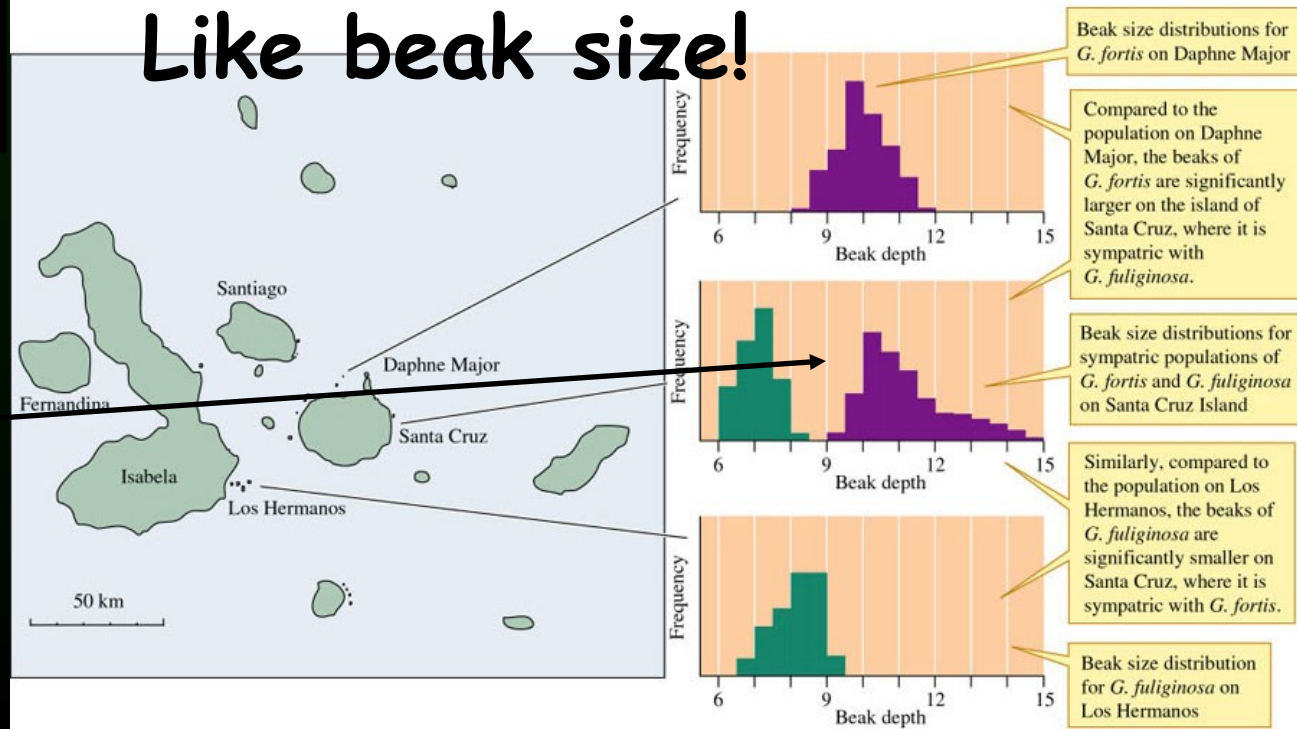 Like beak size!
Santiago
Daphne Major
Fernandina
Santa Cruz
Isabela
Los Hermanos
50 km
Frequency
6 9 12 15
Beak depth
Frequency
6 9 12 15
Beak depth
Frequency
6 9 12 15
Beak depth
Beak size distributions for
G. fortis on Daphne Major
Compared to the
population on Daphne
Major, the beaks of
G. fortis are significantly
larger on the island of
Santa Cruz, where it is
sympatric with
G. fuliginosa.
Beak size distributions for
sympatric populations of
G. fortis and G. fuliginosa
on Santa Cruz Island
Similarly, compared to
the population on Los
Hermanos, the beaks of
G. fuliginosa are
significantly smaller on
Santa Cruz, where it is
sympatric with G. fortis.
Beak size distribution
for G. fuliginosa on
Los Hermanos